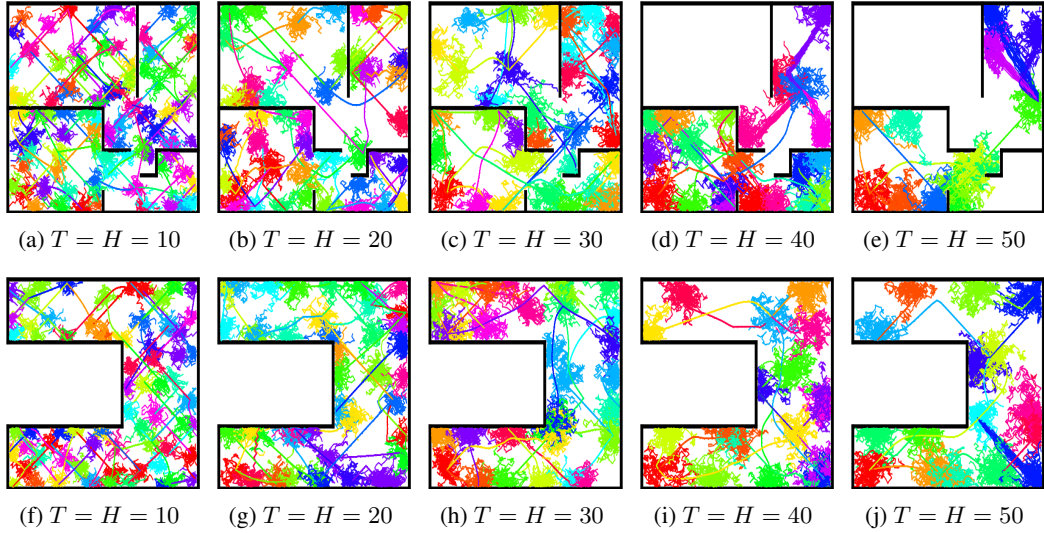 (a) T = H = 10 (b) T = H = 20 (c) T = H = 30 (d) T = H = 40 (e) T = H = 50
(f) T = H = 10 (g) T = H = 20 (h) T = H = 30 (i) T = H = 40 (j) T = H = 50